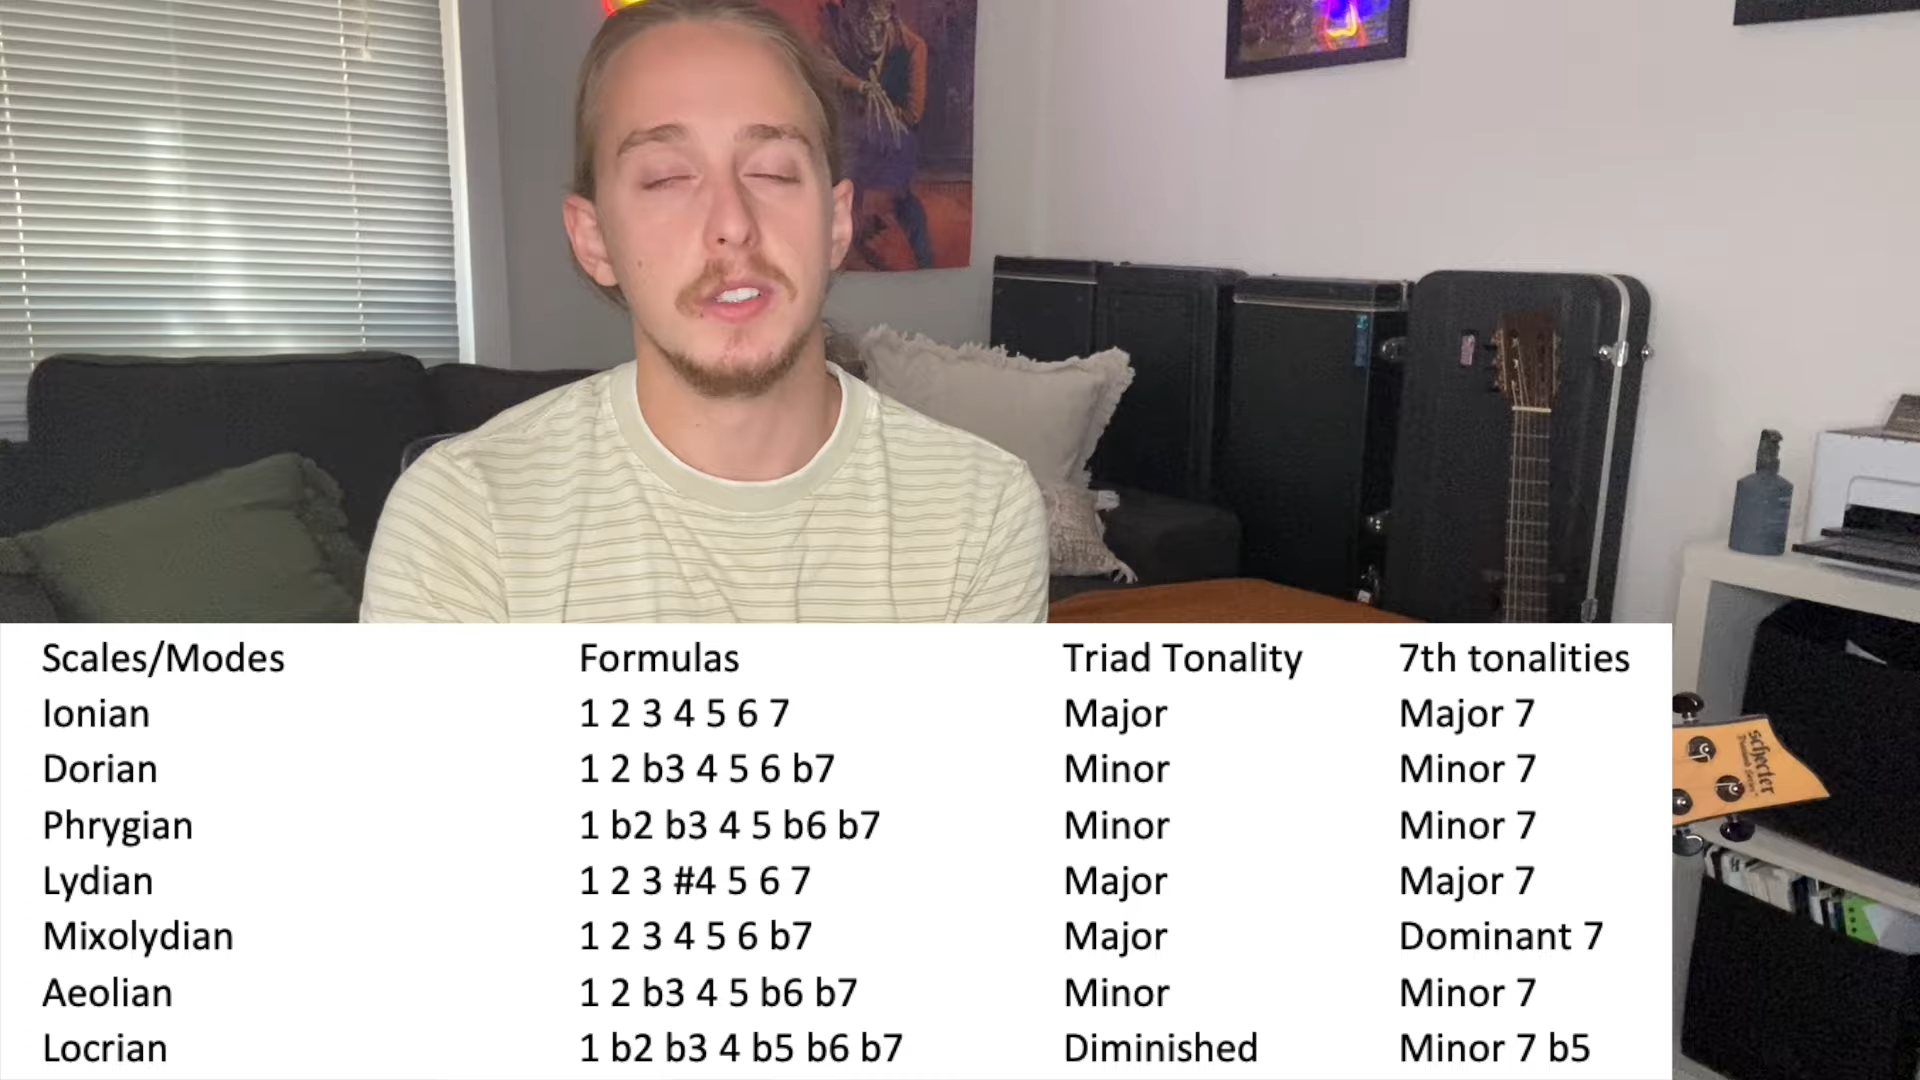 Scales/Modes Formulas Triad Tonality 7th tonalities
Ionian 1 2 3 4 5 6 7 Major Major 7
Dorian 1 2 b3 4 5 6 b7 Minor Minor 7
Phrygian 1 b2 b3 4 5 b6 b7 Minor Minor 7
Lydian 1 2 3 #4 5 6 7 Major Major 7
Mixolydian 1 2 3 4 5 6 b7 Major Dominant 7
Aeolian 1 2 b3 4 5 b6 b7 Minor Minor 7
Locrian 1 b2 b3 4 b5 b6 b7 Diminished Minor 7 b5
schecter